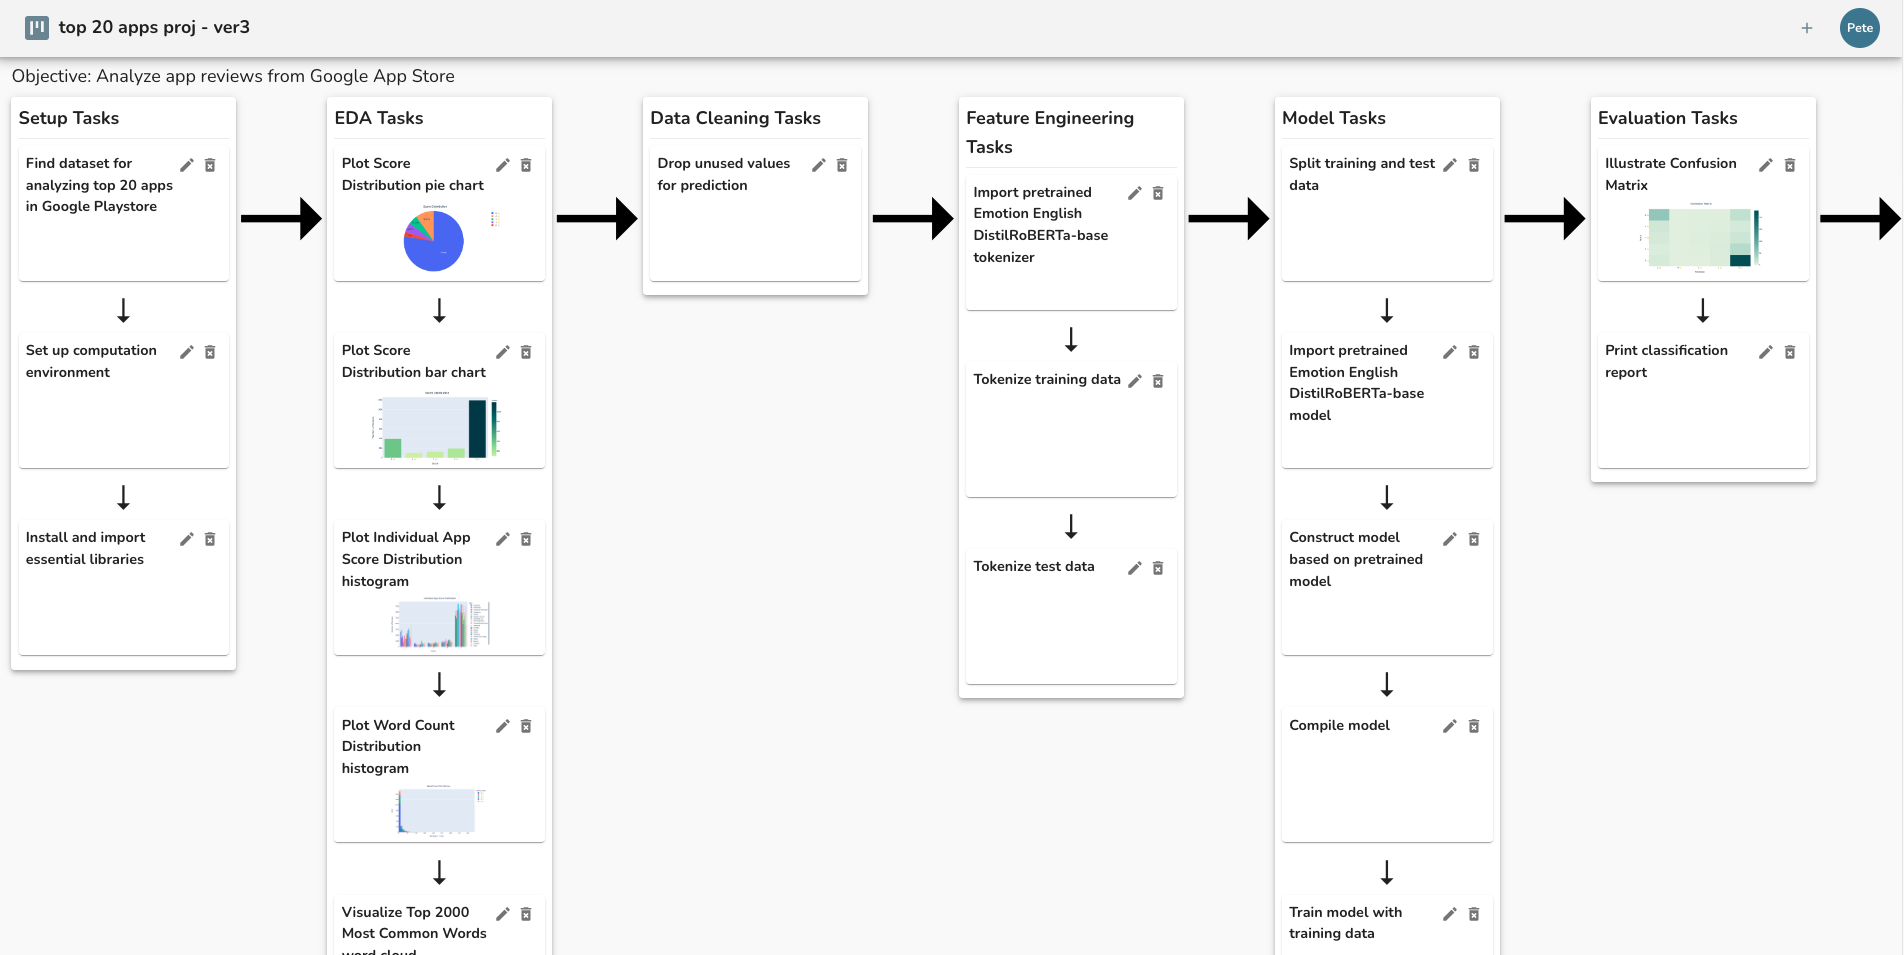 top 20 apps proj - ver3
Pete
Objective: Analyze app reviews from Google App Store
Setup Tasks
Find dataset for
analyzing top 20 apps
in Google Playstore
Set up computation
environment
Install and import
essential libraries
EDA Tasks
Plot Score
Distribution pie chart
Plot Score
Distribution bar chart
Plot Individual App
Score Distribution
histogram
Plot Word Count
Distribution
histogram
Visualize Top 2000
Most Common Words
word cloud
Data Cleaning Tasks
Drop unused values
for prediction
Feature Engineering
Tasks
Import pretrained
Emotion English
DistilRoBERTa-base
tokenizer
Tokenize training data
Tokenize test data
Model Tasks
Split training and test
data
Import pretrained
Emotion English
DistilRoBERTa-base
model
Construct model
based on pretrained
model
Compile model
Train model with
training data
Evaluation Tasks
Illustrate Confusion
Matrix
Print classification
report